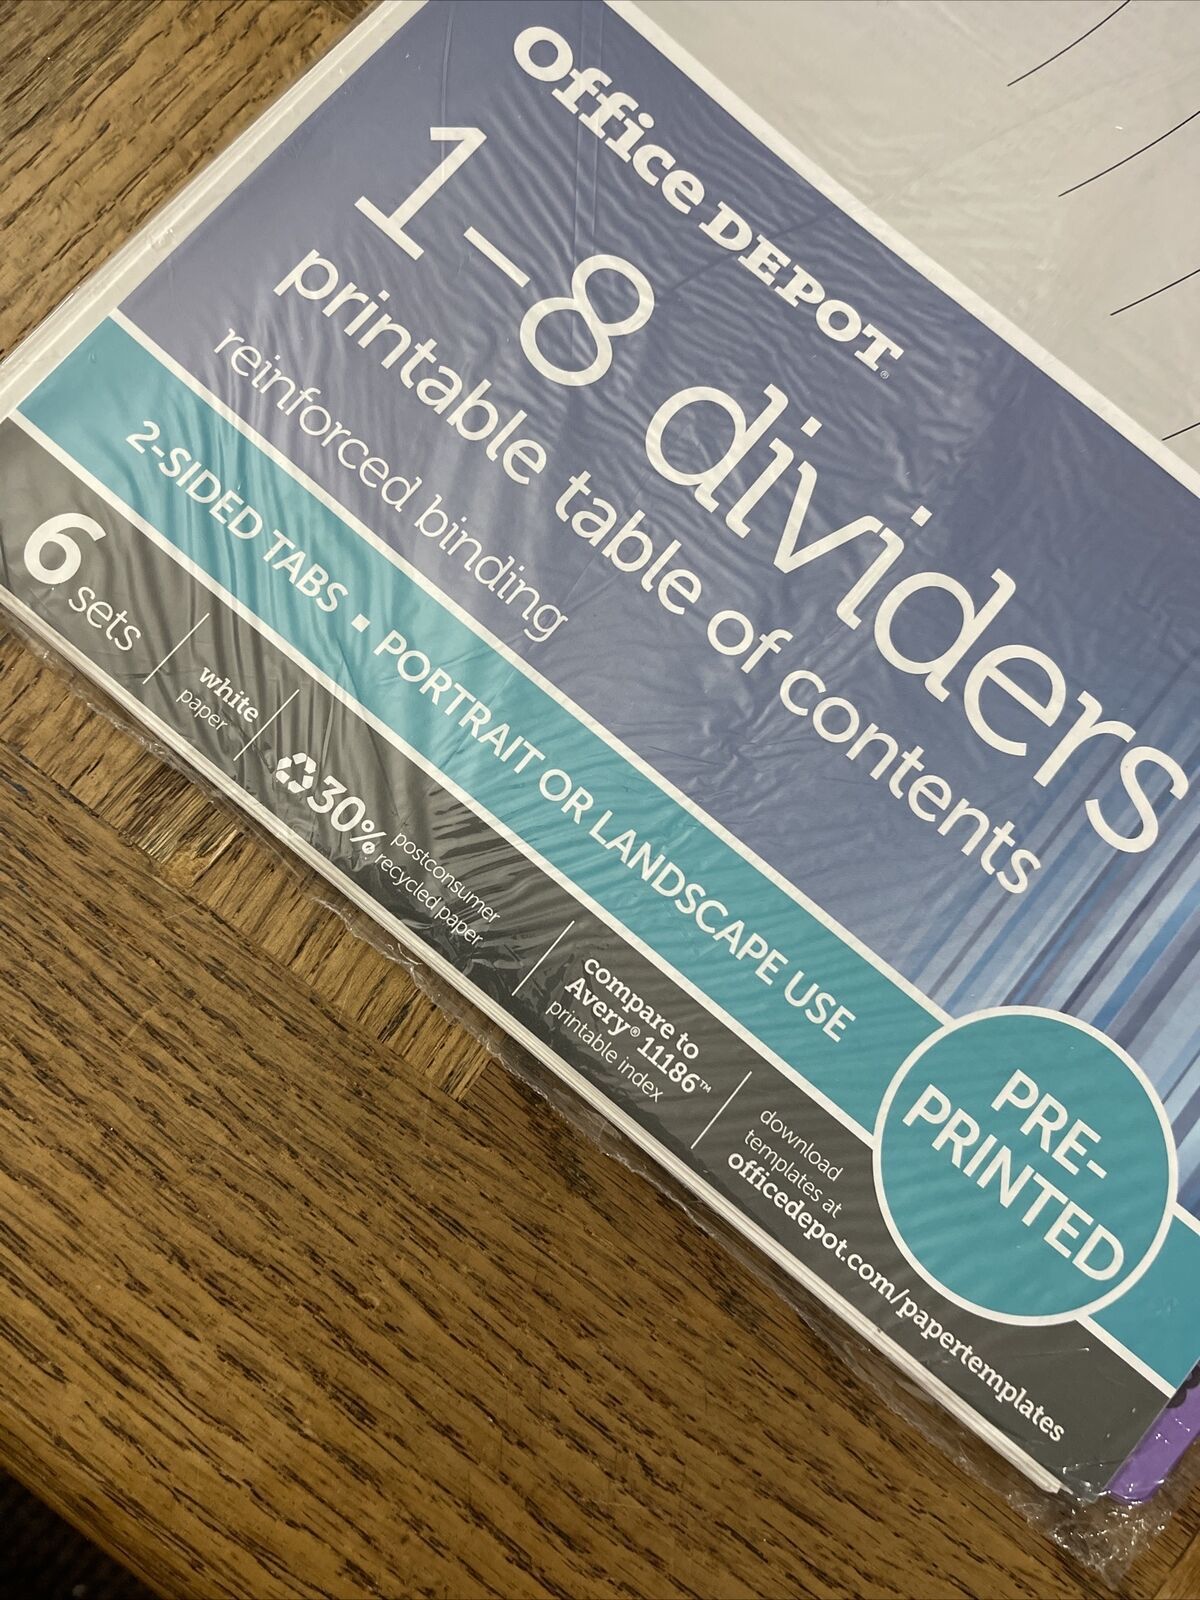 Office DEPOT®
1–8 dividers
printable table of contents
reinforced binding
2-SIDED TABS ▪ PORTRAIT OR LANDSCAPE USE
PRE-
PRINTED
6 sets
white
paper
30%
postconsumer
recycled paper
compare to
Avery® 11186™
printable index
download
templates at
officedepot.com/papertemplates